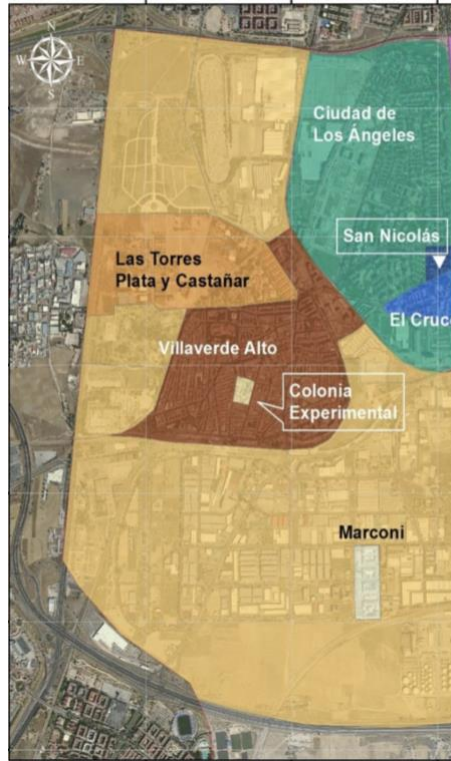 N
W E
S
Ciudad de
Los Ángeles
San Nicolás
Las Torres
Plata y Castañar
El Cruce
Villaverde Alto
Colonia
Experimental
Marconi